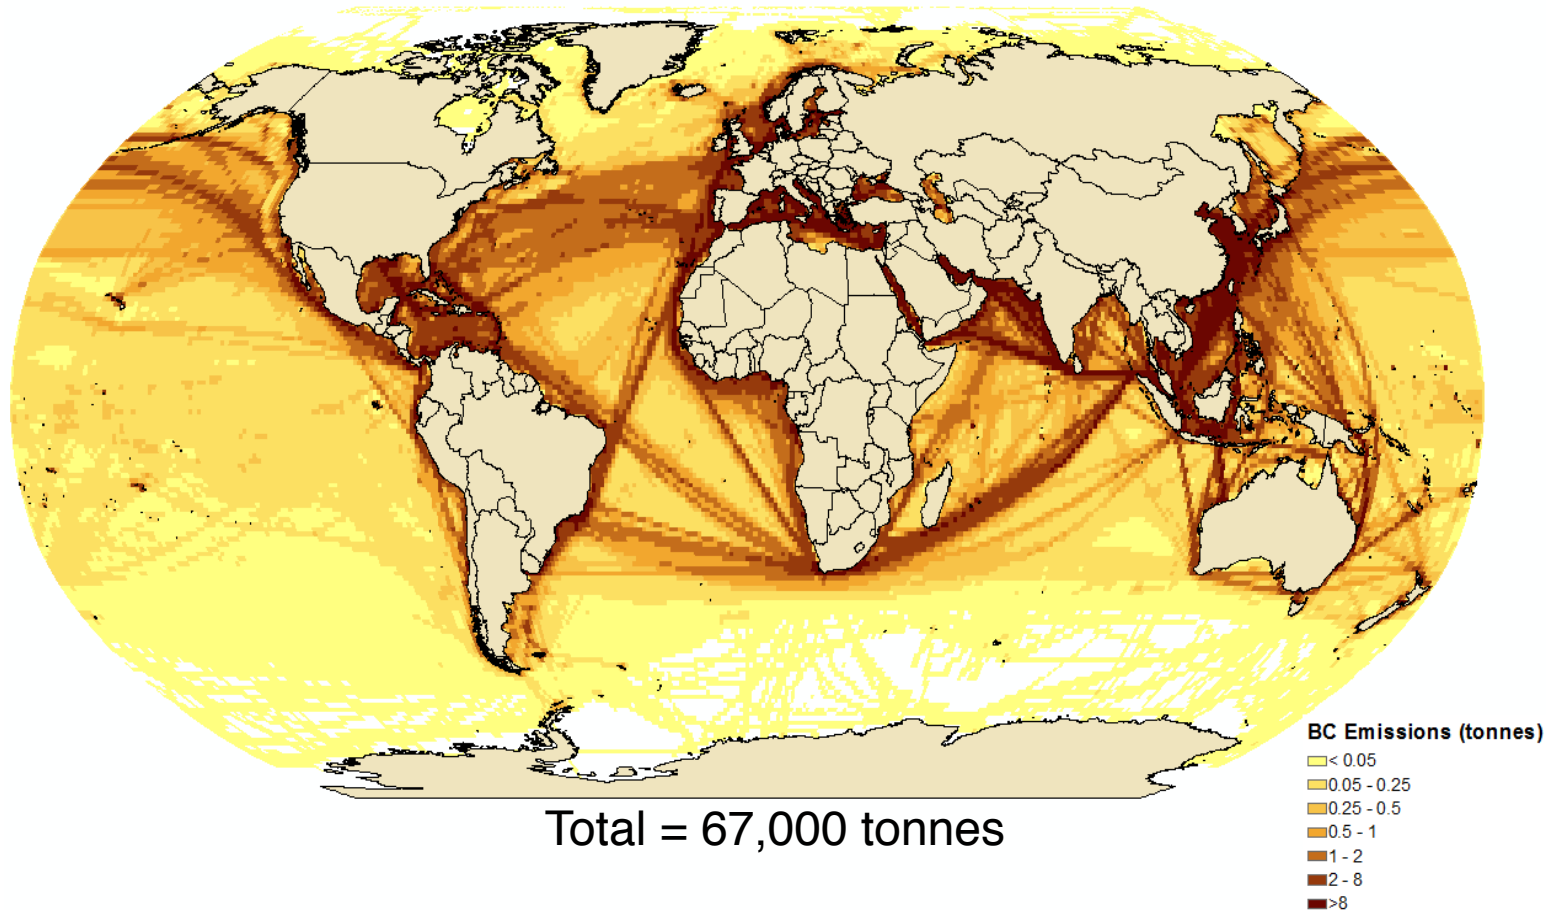 BC Emissions (tonnes)
< 0.05
0.05 - 0.25
0.25 - 0.5
0.5 - 1
1 - 2
2 - 8
>8
Total = 67,000 tonnes